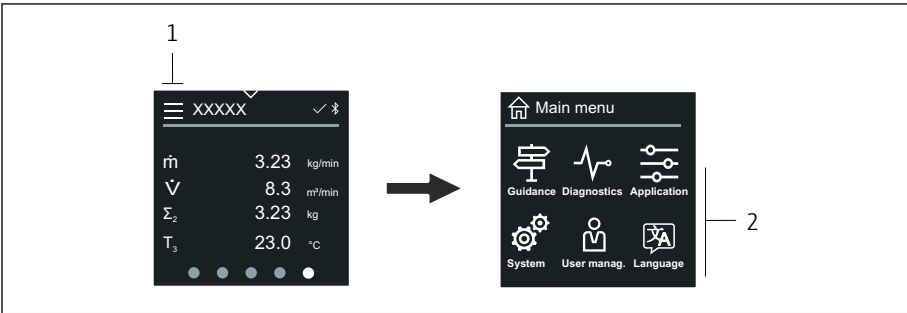 1
XXXXX
ṁ 3.23 kg/min
V̇ 8.3 m³/min
Σ₂ 3.23 kg
T₃ 23.0 °C
Main menu
Guidance Diagnostics Application
System User manag. Language
2